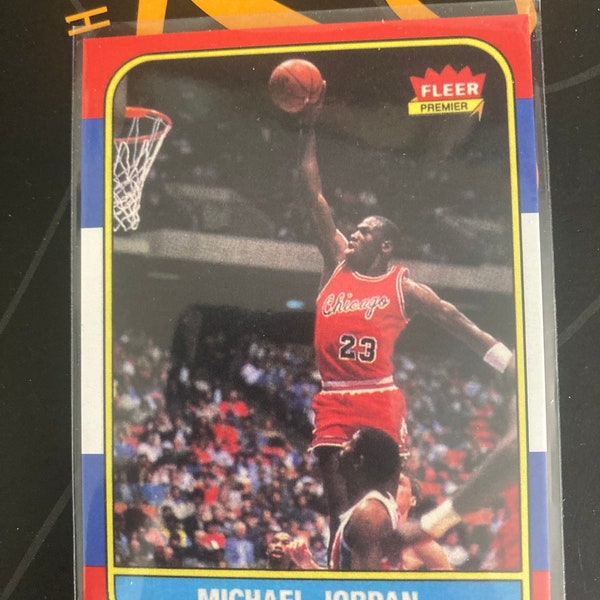 H
FLEER
PREMIER
Chicago
23
MICHAEL JORDAN